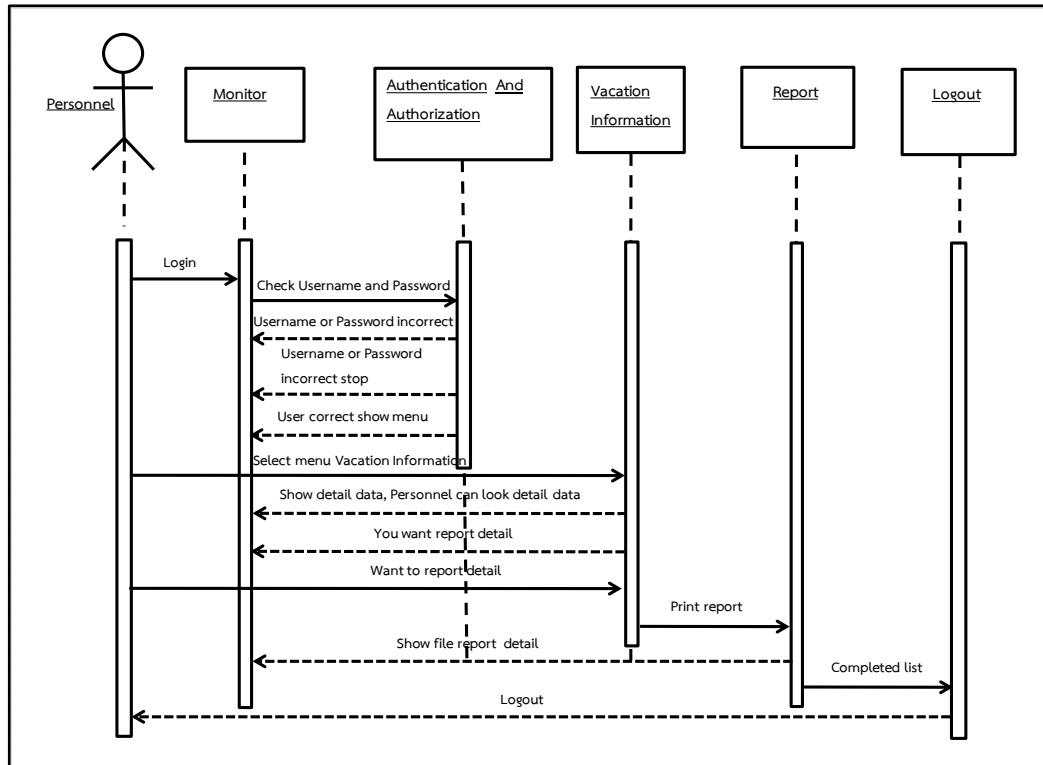 Personnel
Monitor
Authentication And
Authorization
Vacation
Information
Report
Logout
Login
Check Username and Password
Username or Password incorrect
Username or Password
incorrect stop
User correct show menu
Select menu Vacation Information
Show detail data, Personnel can look detail data
You want report detail
Want to report detail
Print report
Show file report detail
Completed list
Logout